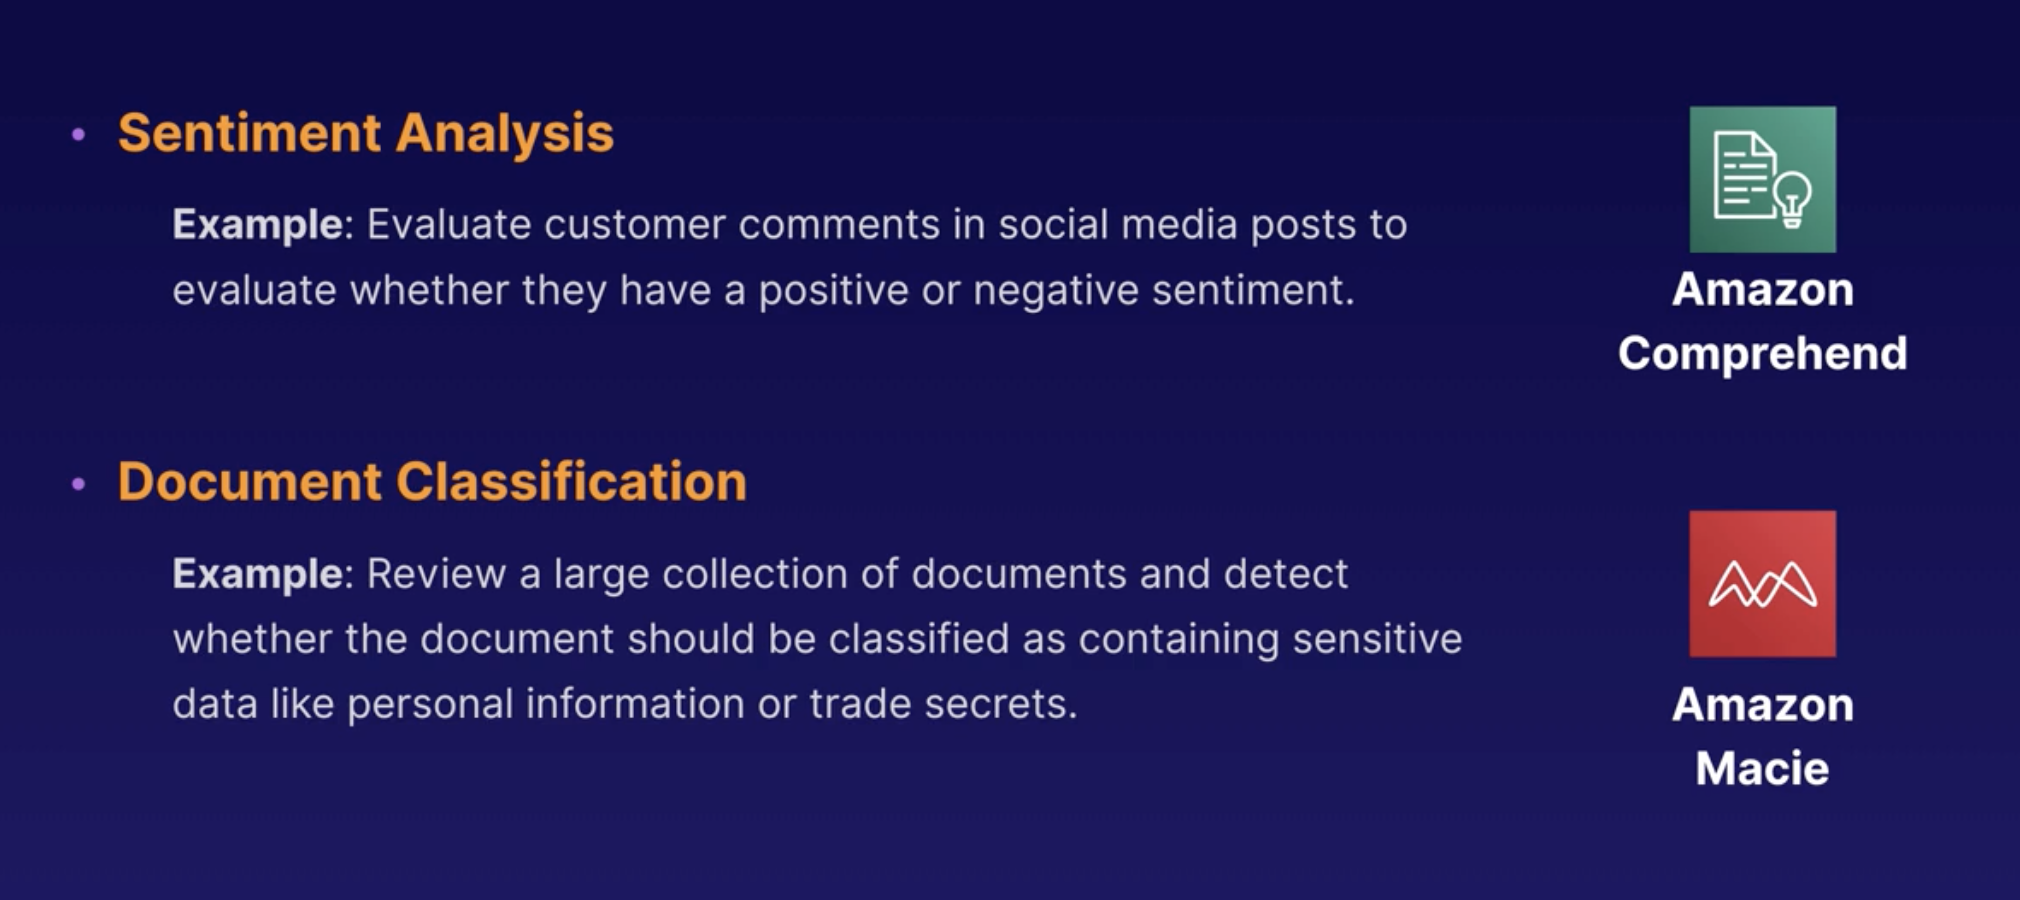 • Sentiment Analysis
Example: Evaluate customer comments in social media posts to
evaluate whether they have a positive or negative sentiment.
Amazon
Comprehend
• Document Classification
Example: Review a large collection of documents and detect
whether the document should be classified as containing sensitive
data like personal information or trade secrets.
Amazon
Macie